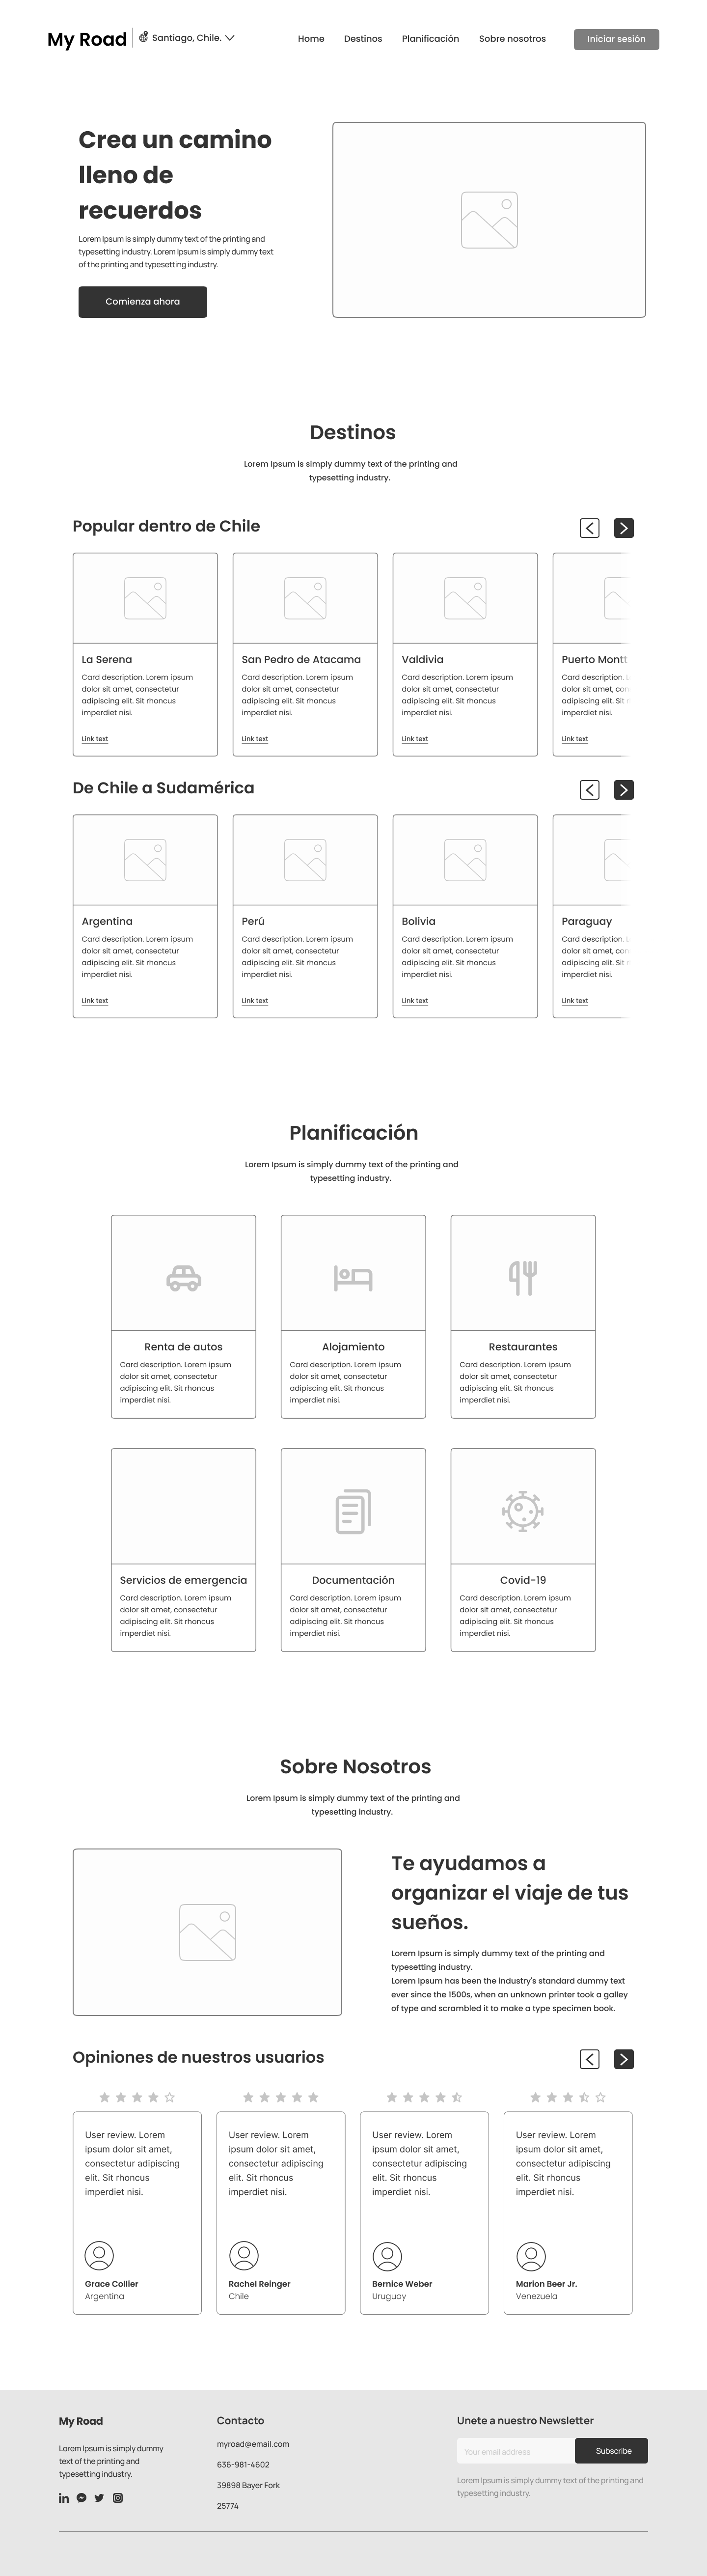 My Road
Santiago, Chile.
Home
Destinos
Planificación
Sobre nosotros
Iniciar sesión
Crea un camino
lleno de
recuerdos
Lorem Ipsum is simply dummy text of the printing and
typesetting industry. Lorem Ipsum is simply dummy text
of the printing and typesetting industry.
Comienza ahora
Destinos
Lorem Ipsum is simply dummy text of the printing and
typesetting industry.
Popular dentro de Chile
La Serena
Card description. Lorem ipsum
dolor sit amet, consectetur
adipiscing elit. Sit rhoncus
imperdiet nisi.
Link text
San Pedro de Atacama
Card description. Lorem ipsum
dolor sit amet, consectetur
adipiscing elit. Sit rhoncus
imperdiet nisi.
Link text
Valdivia
Card description. Lorem ipsum
dolor sit amet, consectetur
adipiscing elit. Sit rhoncus
imperdiet nisi.
Link text
Puerto Montt
Card description.
dolor sit amet,
adipiscing elit. Sit
imperdiet nisi.
Link text
De Chile a Sudamérica
Argentina
Card description. Lorem ipsum
dolor sit amet, consectetur
adipiscing elit. Sit rhoncus
imperdiet nisi.
Link text
Perú
Card description. Lorem ipsum
dolor sit amet, consectetur
adipiscing elit. Sit rhoncus
imperdiet nisi.
Link text
Bolivia
Card description. Lorem ipsum
dolor sit amet, consectetur
adipiscing elit. Sit rhoncus
imperdiet nisi.
Link text
Paraguay
Card description.
dolor sit amet,
adipiscing elit. Sit
imperdiet nisi.
Link text
Planificación
Lorem Ipsum is simply dummy text of the printing and
typesetting industry.
Renta de autos
Card description. Lorem ipsum
dolor sit amet, consectetur
adipiscing elit. Sit rhoncus
imperdiet nisi.
Alojamiento
Card description. Lorem ipsum
dolor sit amet, consectetur
adipiscing elit. Sit rhoncus
imperdiet nisi.
Restaurantes
Card description. Lorem ipsum
dolor sit amet, consectetur
adipiscing elit. Sit rhoncus
imperdiet nisi.
Servicios de emergencia
Card description. Lorem ipsum
dolor sit amet, consectetur
adipiscing elit. Sit rhoncus
imperdiet nisi.
Documentación
Card description. Lorem ipsum
dolor sit amet, consectetur
adipiscing elit. Sit rhoncus
imperdiet nisi.
Covid-19
Card description. Lorem ipsum
dolor sit amet, consectetur
adipiscing elit. Sit rhoncus
imperdiet nisi.
Sobre Nosotros
Lorem Ipsum is simply dummy text of the printing and
typesetting industry.
Te ayudamos a
organizar el viaje de tus
sueños.
Lorem Ipsum is simply dummy text of the printing and
typesetting industry.
Lorem Ipsum has been the industry's standard dummy text
ever since the 1500s, when an unknown printer took a galley
of type and scrambled it to make a type specimen book.
Opiniones de nuestros usuarios
User review. Lorem
ipsum dolor sit amet,
consectetur adipiscing
elit. Sit rhoncus
imperdiet nisi.
Grace Collier
Argentina
User review. Lorem
ipsum dolor sit amet,
consectetur adipiscing
elit. Sit rhoncus
imperdiet nisi.
Rachel Reinger
Chile
User review. Lorem
ipsum dolor sit amet,
consectetur adipiscing
elit. Sit rhoncus
imperdiet nisi.
Bernice Weber
Uruguay
User review. Lorem
ipsum dolor sit amet,
consectetur adipiscing
elit. Sit rhoncus
imperdiet nisi.
Marion Beer Jr.
Venezuela
My Road
Lorem Ipsum is simply dummy
text of the printing and
typesetting industry.
Contacto
myroad@email.com
636-981-4602
39898 Bayer Fork
25774
Unete a nuestro Newsletter
Your email address
Subscribe
Lorem Ipsum is simply dummy text of the printing and
typesetting industry.